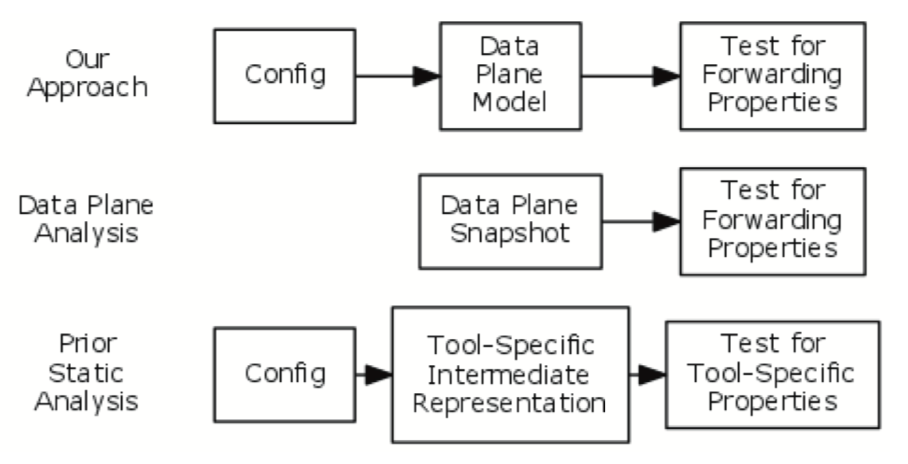 Our
Approach
Config
Data
Plane
Model
Test for
Forwarding
Properties
Data Plane
Analysis
Data Plane
Snapshot
Test for
Forwarding
Properties
Prior
Static
Analysis
Config
Tool-Specific
Intermediate
Representation
Test for
Tool-Specific
Properties